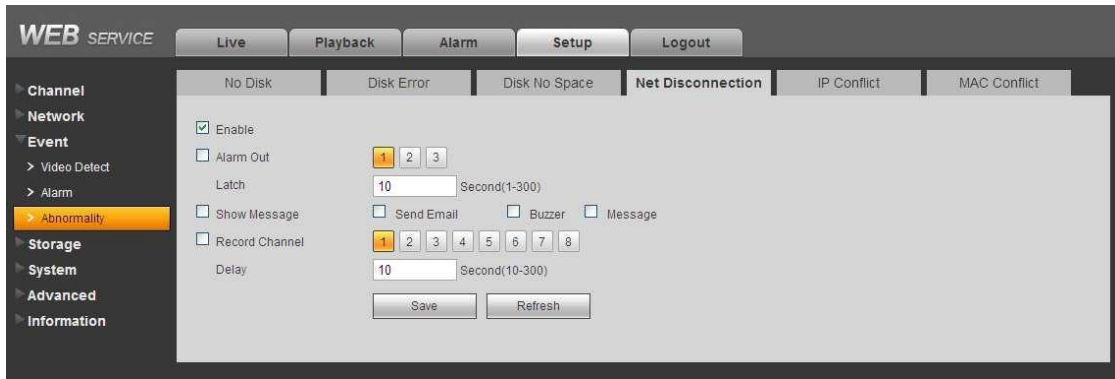 WEB SERVICE
Live Playback Alarm Setup Logout
No Disk Disk Error Disk No Space Net Disconnection IP Conflict MAC Conflict
Channel
Network
Event
> Video Detect
> Alarm
> Abnormality
Storage
System
Advanced
Information
Enable
Alarm Out 1 2 3
Latch 10 Second(1-300)
Show Message Send Email Buzzer Message
Record Channel 1 2 3 4 5 6 7 8
Delay 10 Second(10-300)
Save Refresh